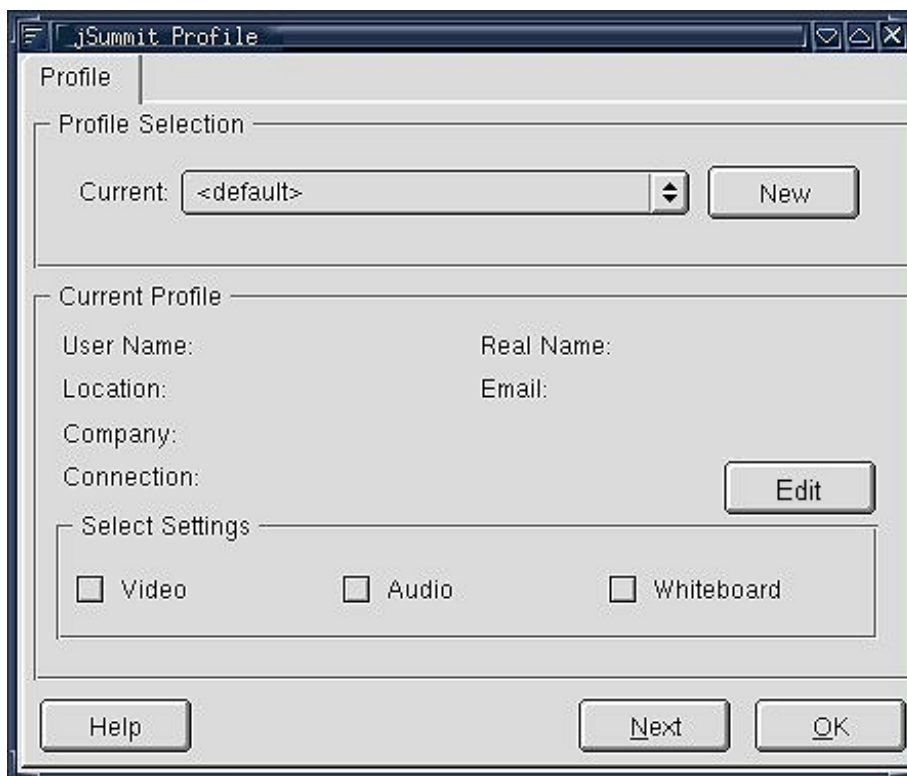 jSummit Profile
Profile
Profile Selection
Current: <default> New
Current Profile
User Name: Real Name:
Location: Email:
Company:
Connection:
Edit
Select Settings
Video Audio Whiteboard
Help Next OK